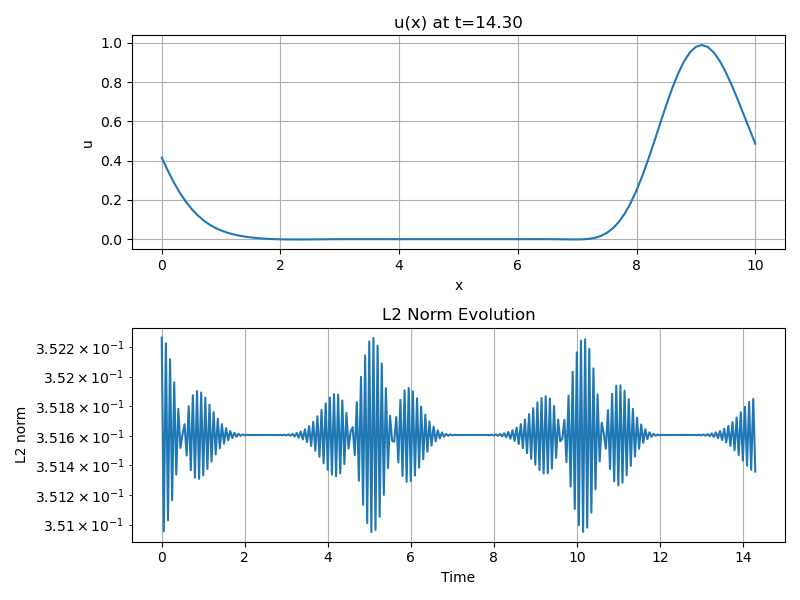 u(x) at t=14.30
1.0
0.8
0.6
0.4
0.2
0.0
u
0 2 4 6 8 10
x
L2 Norm Evolution
3.522 × 10⁻¹
3.52 × 10⁻¹
3.518 × 10⁻¹
3.516 × 10⁻¹
3.514 × 10⁻¹
3.512 × 10⁻¹
3.51 × 10⁻¹
L2 norm
0 2 4 6 8 10 12 14
Time